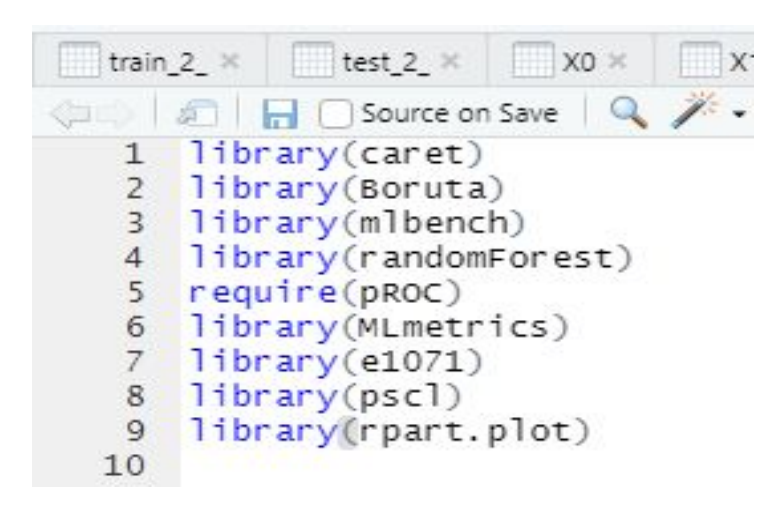 train_2_ × test_2_ × X0 × X
Source on Save
1 library(caret)
2 library(Boruta)
3 library(mlbench)
4 library(randomForest)
5 require(pROC)
6 library(MLmetrics)
7 library(e1071)
8 library(pscl)
9 library(rpart.plot)
10